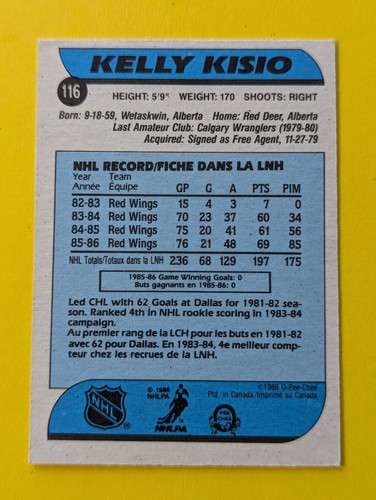 KELLY KISIO
116
HEIGHT: 5'9" WEIGHT: 170 SHOOTS: RIGHT
Born: 9-18-59, Wetaskwin, Alberta Home: Red Deer, Alberta
Last Amateur Club: Calgary Wranglers (1979-80)
Acquired: Signed as Free Agent, 11-27-79
NHL RECORD/FICHE DANS LA LNH
Year Team
Année Équipe GP G A PTS PIM
82-83 Red Wings 15 4 3 7 0
83-84 Red Wings 70 23 37 60 34
84-85 Red Wings 75 20 41 61 56
85-86 Red Wings 76 21 48 69 85
NHL Totals/Totaux dans la LNH 236 68 129 197 175
1985-86 Game Winning Goals: 0
Buts gagnants en 1985-86: 0
Led CHL with 62 Goals at Dallas for 1981-82 sea-
son. Ranked 4th in NHL rookie scoring in 1983-84
campaign.
Au premier rang de la LCH pour les buts en 1981-82
avec 62 pour Dallas. En 1983-84, 4e meilleur comp-
teur chez les recrues de la LNH.
NHL
®
© 1986
NHLPA
NHLPA
O-PEE-CHEE
©1986 O-Pee-Chee
Ptd. in Canada/Imprimé au Canada